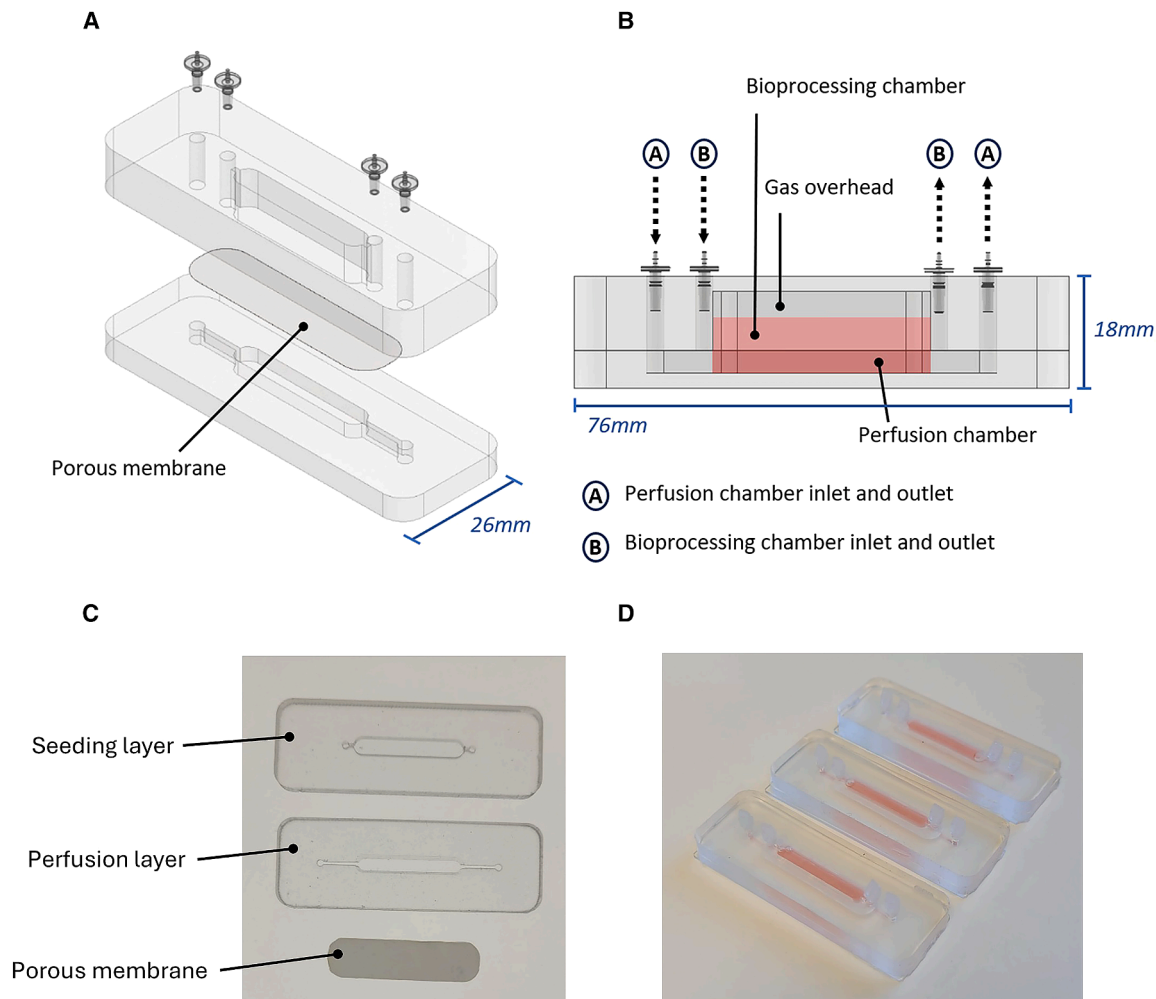 A
B
Bioprocessing chamber
A
B
B
A
Gas overhead
18mm
76mm
Perfusion chamber
Porous membrane
26mm
A Perfusion chamber inlet and outlet
B Bioprocessing chamber inlet and outlet
C
D
Seeding layer
Perfusion layer
Porous membrane